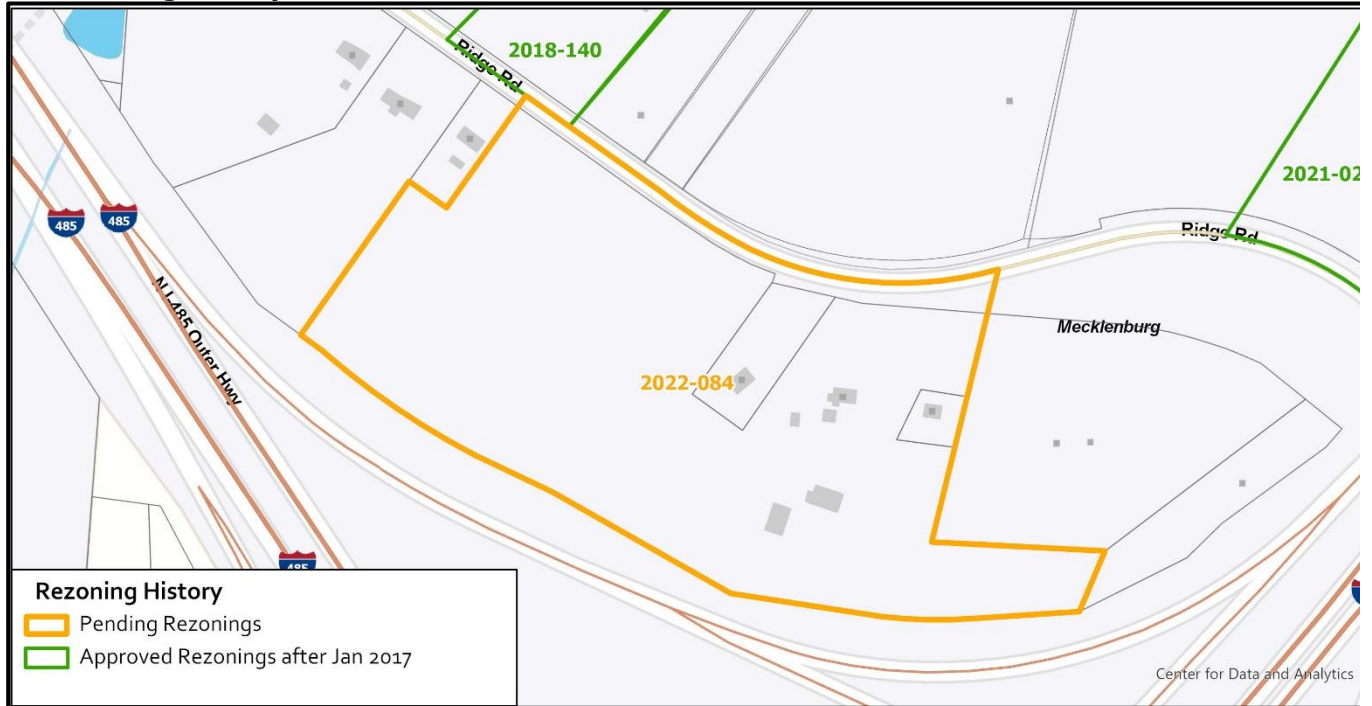 2018-140
Ridge Rd
2021-02
Ridge Rd
485
485
N I-485 Outer Hwy
Mecklenburg
2022-084
485
Rezoning History
Pending Rezonings
Approved Rezonings after Jan 2017
Center for Data and Analytics